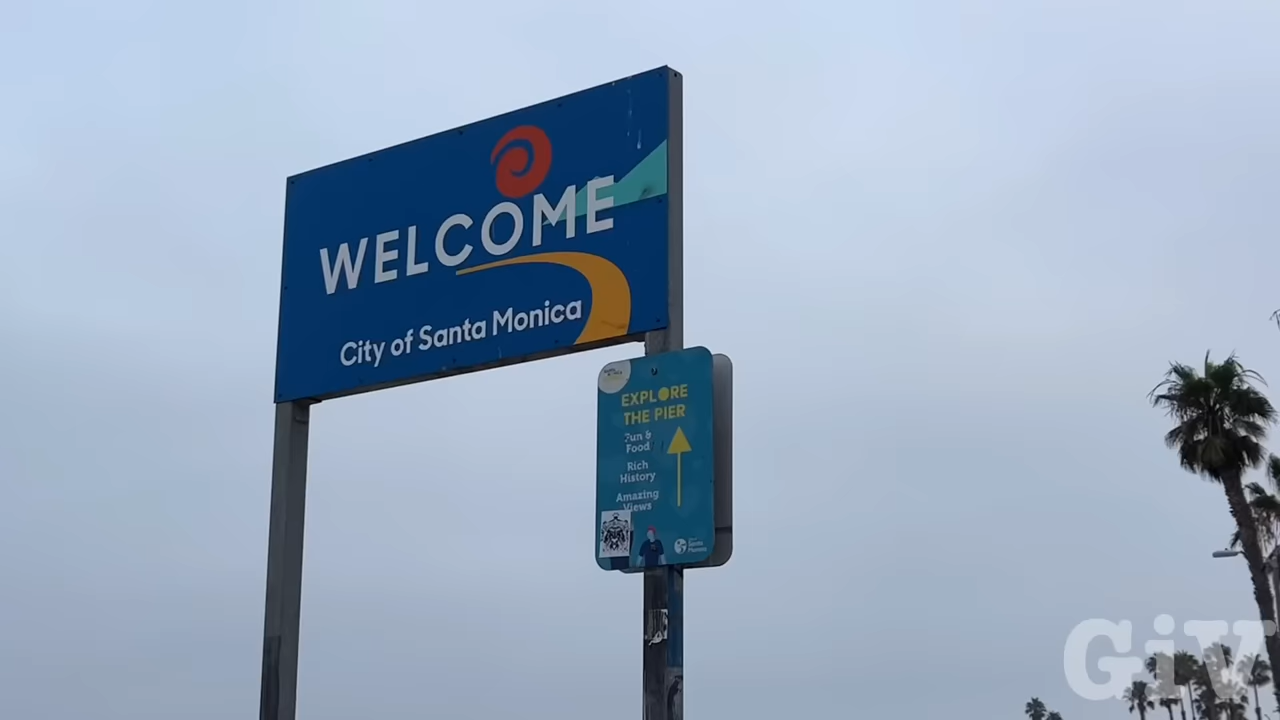 WELCOME
City of Santa Monica
EXPLORE
THE PIER
Fun &
Food
Rich
History
Amazing
Views
Santa
Monica
GiV